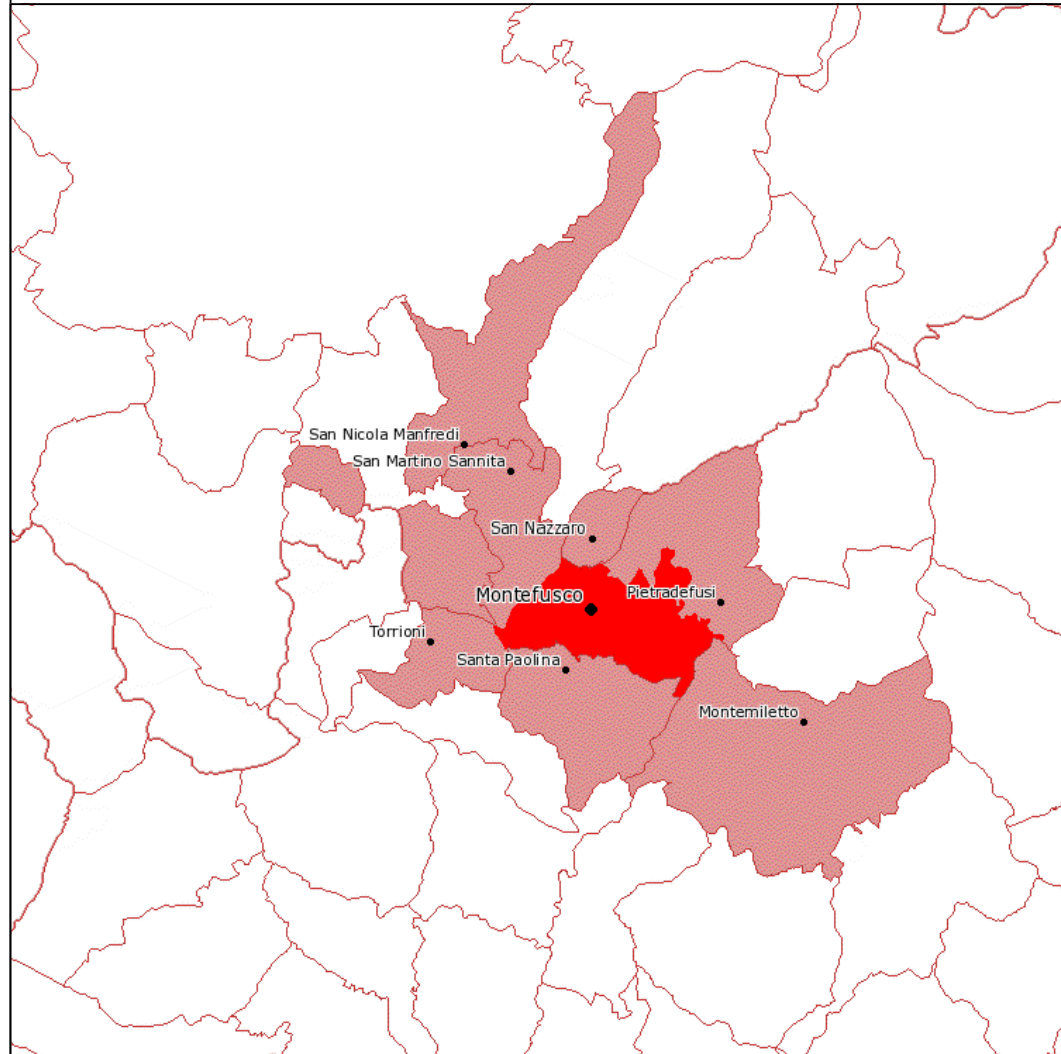 San Nicola Manfredi
San Martino Sannita
San Nazzaro
Montefusco
Pietradefusi
Torrioni
Santa Paolina
Montemiletto